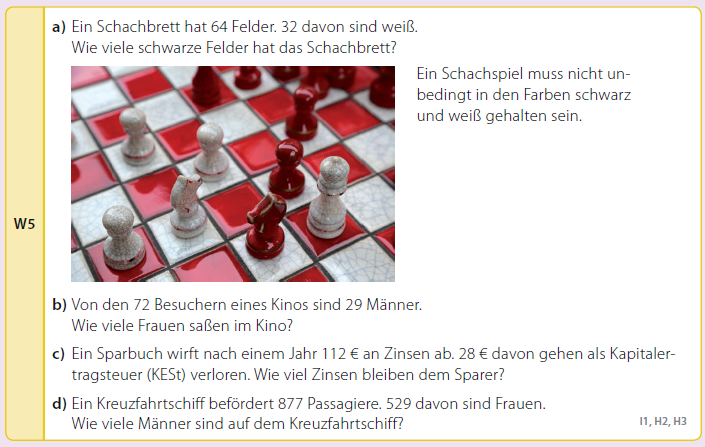 a) Ein Schachbrett hat 64 Felder. 32 davon sind weiß.
Wie viele schwarze Felder hat das Schachbrett?
Ein Schachspiel muss nicht un-
bedingt in den Farben schwarz
und weiß gehalten sein.
W5
b) Von den 72 Besuchern eines Kinos sind 29 Männer.
Wie viele Frauen saßen im Kino?
c) Ein Sparbuch wirft nach einem Jahr 112 € an Zinsen ab. 28 € davon gehen als Kapitaler-
tragsteuer (KESt) verloren. Wie viel Zinsen bleiben dem Sparer?
d) Ein Kreuzfahrtschiff befördert 877 Passagiere. 529 davon sind Frauen.
Wie viele Männer sind auf dem Kreuzfahrtschiff?
I1, H2, H3